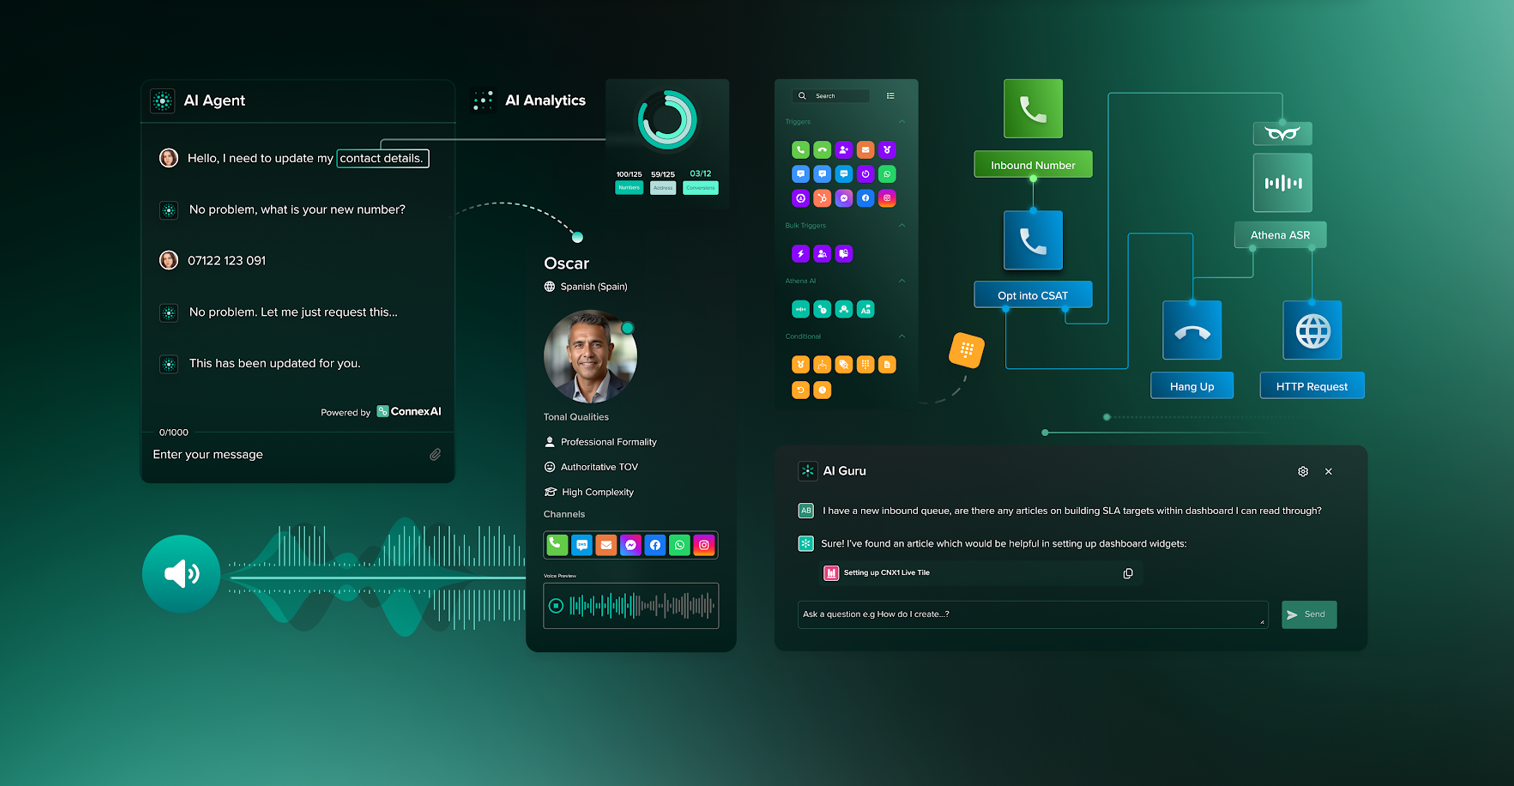 AI Agent
Hello, I need to update my contact details.
No problem, what is your new number?
07122 123 091
No problem. Let me just request this...
This has been updated for you.
Powered by ConnexAI
0/1000
Enter your message
AI Analytics
100/125 59/125 03/12
Numbers Address Conversions
Oscar
Spanish (Spain)
Tonal Qualities
Professional Formality
Authoritative TOV
High Complexity
Channels
Voice Preview
Search
Triggers
Bulk Triggers
Athena AI
Aa
Conditional
Inbound Number
Opt into CSAT
Athena ASR
Hang Up
HTTP Request
AI Guru
AB I have a new inbound queue, are there any articles on building SLA targets within dashboard I can read through?
Sure! I've found an article which would be helpful in setting up dashboard widgets:
Setting up CNX1 Live Tile
Ask a question e.g How do I create...?
Send